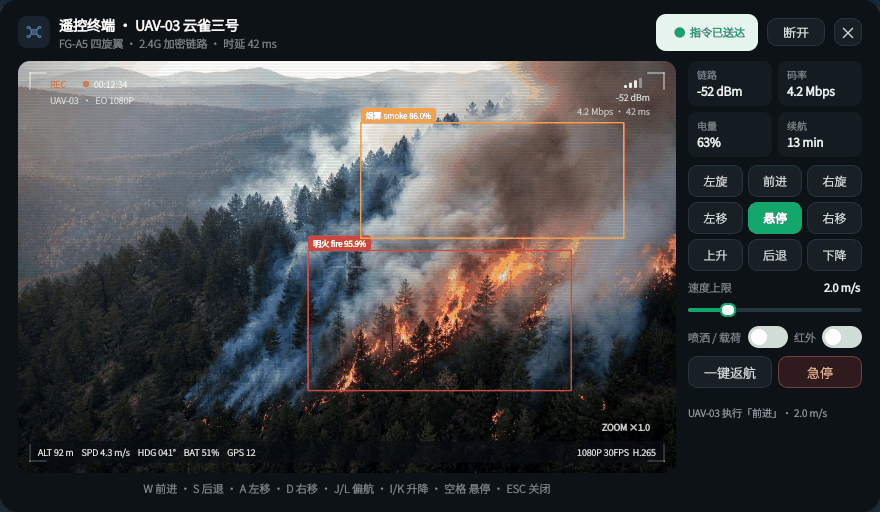 遥控终端 • UAV-03 云雀三号
FG-A5 四旋翼 • 2.4G 加密链路 • 时延 42 ms
指令已送达
断开
REC 00:12:34
UAV-03 • EO 1080P
-52 dBm
4.2 Mbps • 42 ms
烟雾 smoke 86.0%
明火 fire 95.9%
ZOOM ×1.0
ALT 92 m SPD 4.3 m/s HDG 041° BAT 51% GPS 12
1080P 30FPS H.265
W 前进 • S 后退 • A 左移 • D 右移 • J/L 偏航 • I/K 升降 • 空格 悬停 • ESC 关闭
链路
-52 dBm
码率
4.2 Mbps
电量
63%
续航
13 min
左旋 前进 右旋
左移 悬停 右移
上升 后退 下降
速度上限 2.0 m/s
喷洒 / 载荷 红外
一键返航 急停
UAV-03 执行「前进」 • 2.0 m/s